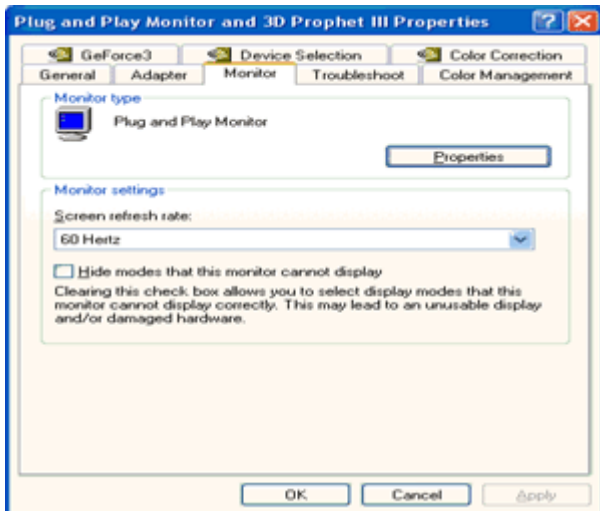 Plug and Play Monitor and 3D Prophet III Properties
GeForce3 Device Selection Color Correction
General Adapter Monitor Troubleshoot Color Management
Monitor type
Plug and Play Monitor
Properties
Monitor settings
Screen refresh rate:
60 Hertz
Hide modes that this monitor cannot display
Clearing this check box allows you to select display modes that this
monitor cannot display correctly. This may lead to an unusable display
and/or damaged hardware.
OK Cancel Apply